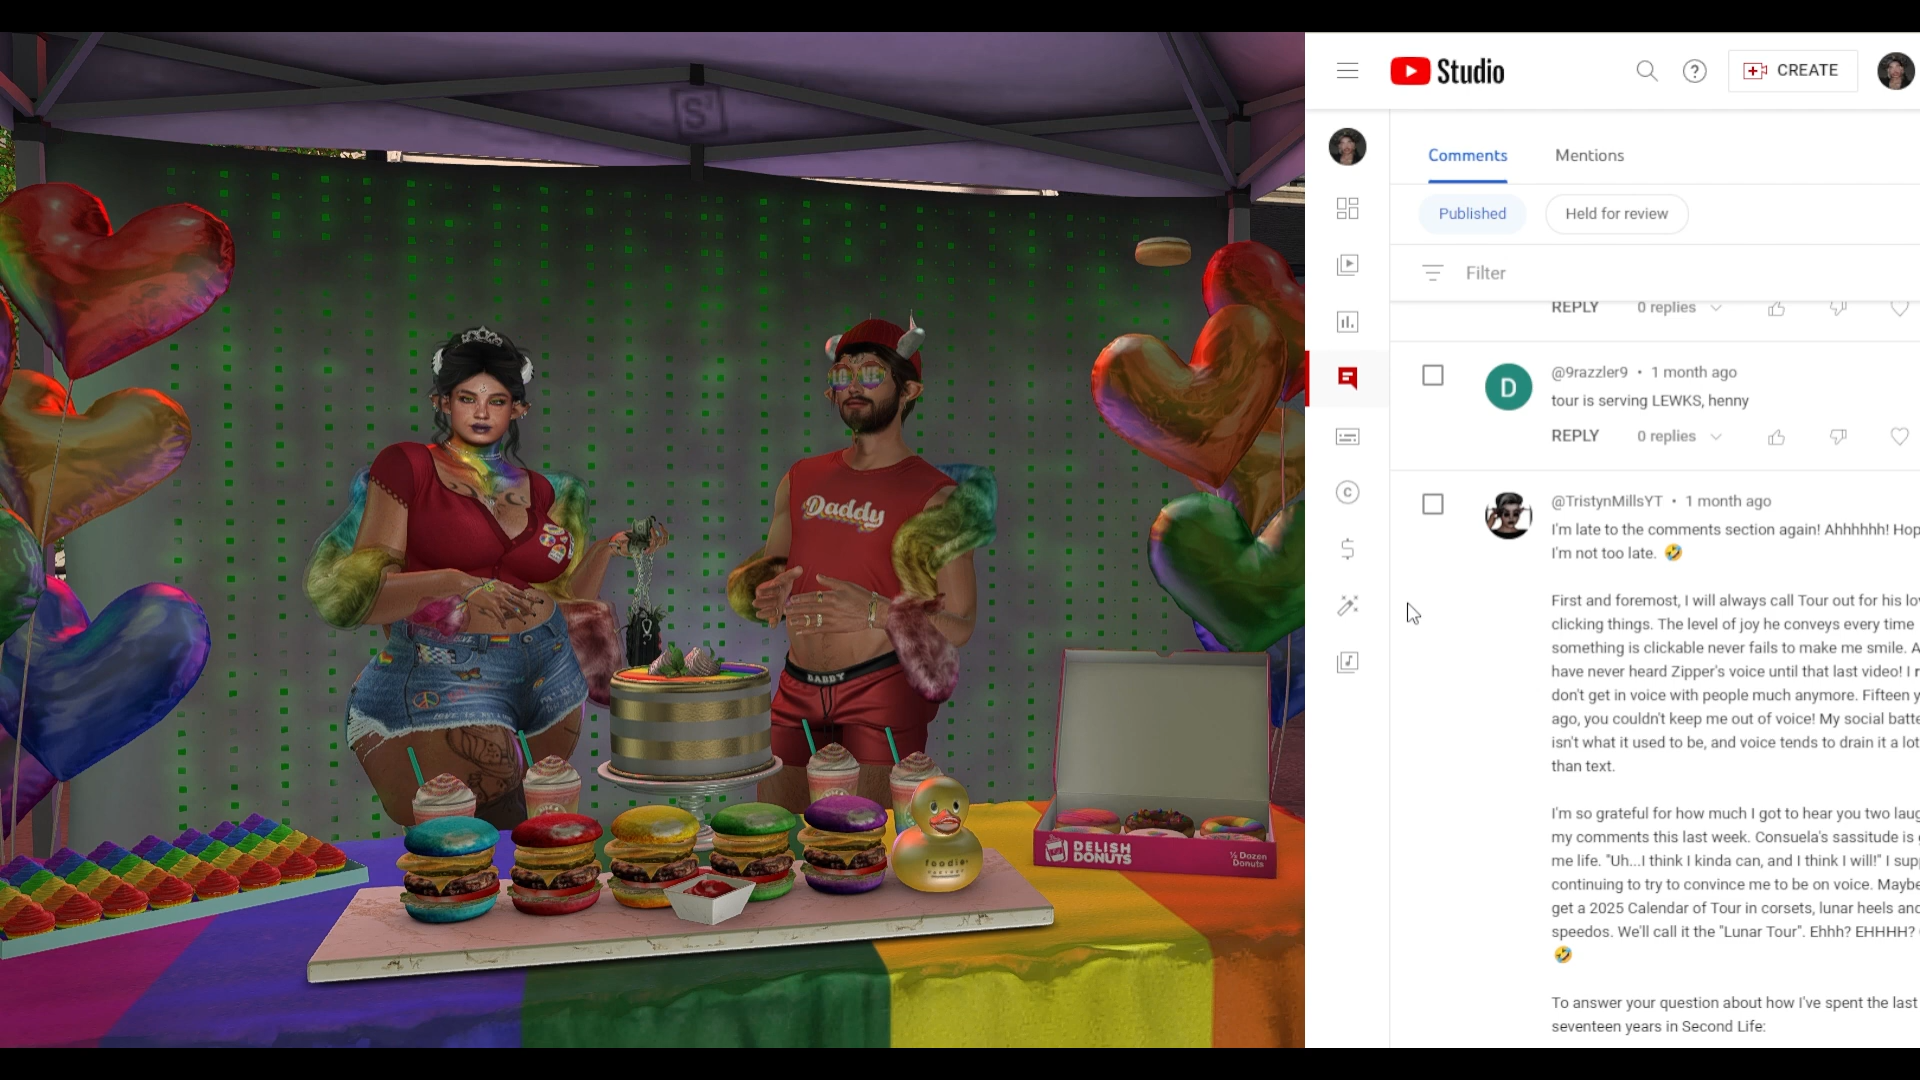 S
LOVE
Daddy
DADDY
foodie
DELISH
DONUTS
½ Dozen
Donuts
Studio
CREATE
Comments
Mentions
Published
Held for review
Filter
REPLY
0 replies
@9razzler9 • 1 month ago
D
tour is serving LEWKS, henny
REPLY
0 replies
@TristynMillsYT • 1 month ago
I'm late to the comments section again! Ahhhhhh! Hop
I'm not too late. 🤣
First and foremost, I will always call Tour out for his lo
clicking things. The level of joy he conveys every time
something is clickable never fails to make me smile. A
have never heard Zipper's voice until that last video! I r
don't get in voice with people much anymore. Fifteen y
ago, you couldn't keep me out of voice! My social batte
isn't what it used to be, and voice tends to drain it a lot
than text.
I'm so grateful for how much I got to hear you two laug
my comments this last week. Consuela's sassitude is g
me life. "Uh...I think I kinda can, and I think I will!" I supp
continuing to try to convince me to be on voice. Maybe
get a 2025 Calendar of Tour in corsets, lunar heels and
speedos. We'll call it the "Lunar Tour". Ehhh? EHHHH?
🤣
To answer your question about how I've spent the last
seventeen years in Second Life: